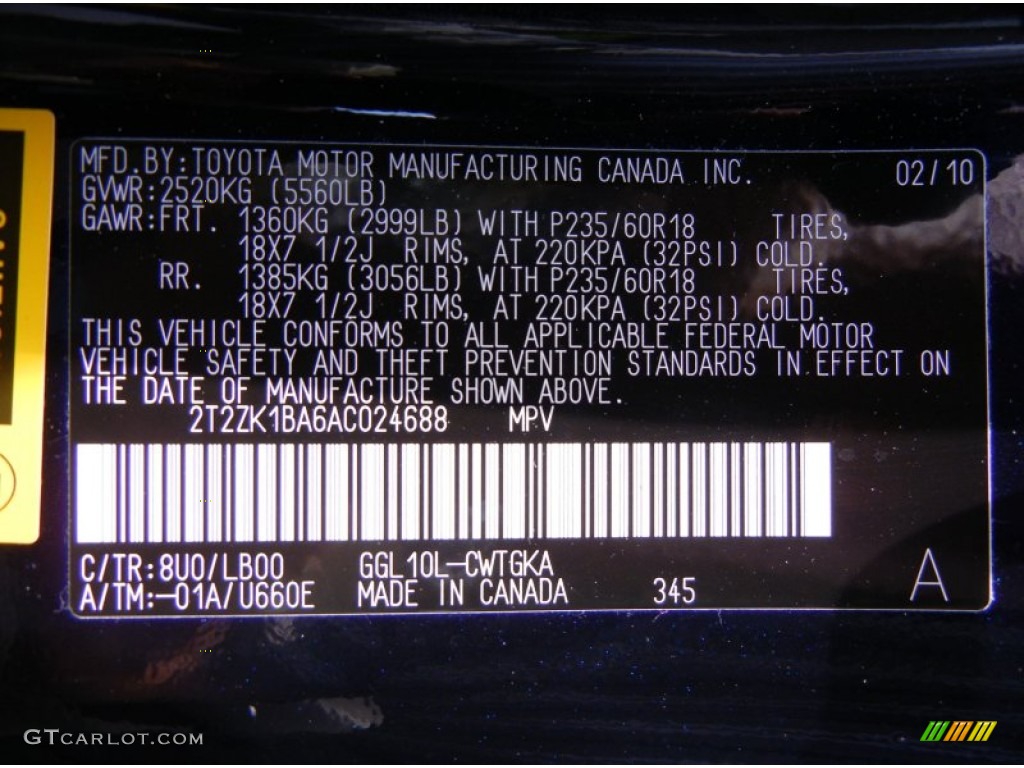 MFD.BY:TOYOTA MOTOR MANUFACTURING CANADA INC. 02/10
GVWR:2520KG (5560LB)
GAWR:FRT. 1360KG (2999LB) WITH P235/60R18 TIRES,
18X7 1/2J RIMS, AT 220KPA (32PSI) COLD.
RR. 1385KG (3056LB) WITH P235/60R18 TIRES,
18X7 1/2J RIMS, AT 220KPA (32PSI) COLD.
THIS VEHICLE CONFORMS TO ALL APPLICABLE FEDERAL MOTOR
VEHICLE SAFETY AND THEFT PREVENTION STANDARDS IN EFFECT ON
THE DATE OF MANUFACTURE SHOWN ABOVE.
2T2ZK1BA6AC024688 MPV
C/TR:8U0/LB00 GGL10L-CWTGKA
A/TM:-01A/U660E MADE IN CANADA 345 A
GTCARLOT.COM